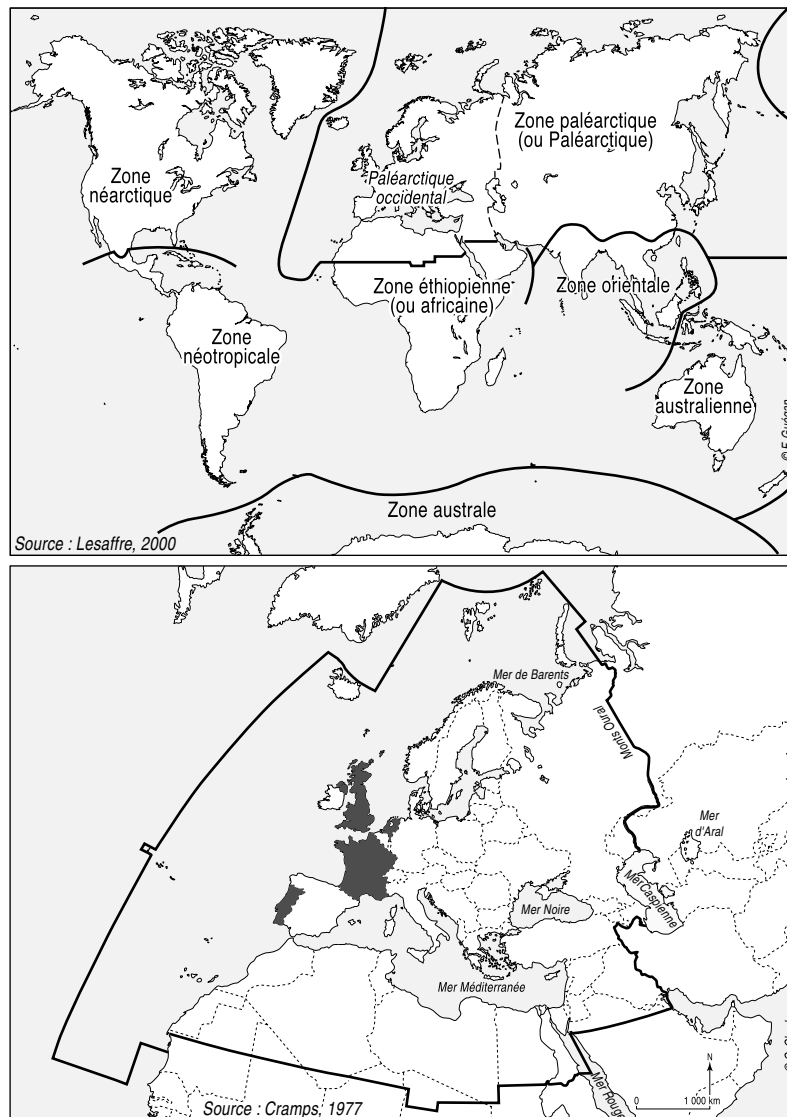 Zone paléarctique
(ou Paléarctique)
Zone
néarctique
Paléarctique
occidental
Zone éthiopienne
(ou africaine)
Zone orientale
Zone
néotropicale
Zone
australienne
Zone australe
Source : Lesaffre, 2000
Mer de Barents
Monts Oural
Mer
d'Aral
Mer Caspienne
Mer Noire
Mer Méditerranée
Mer Rouge
N
0 1 000 km
Source : Cramps, 1977